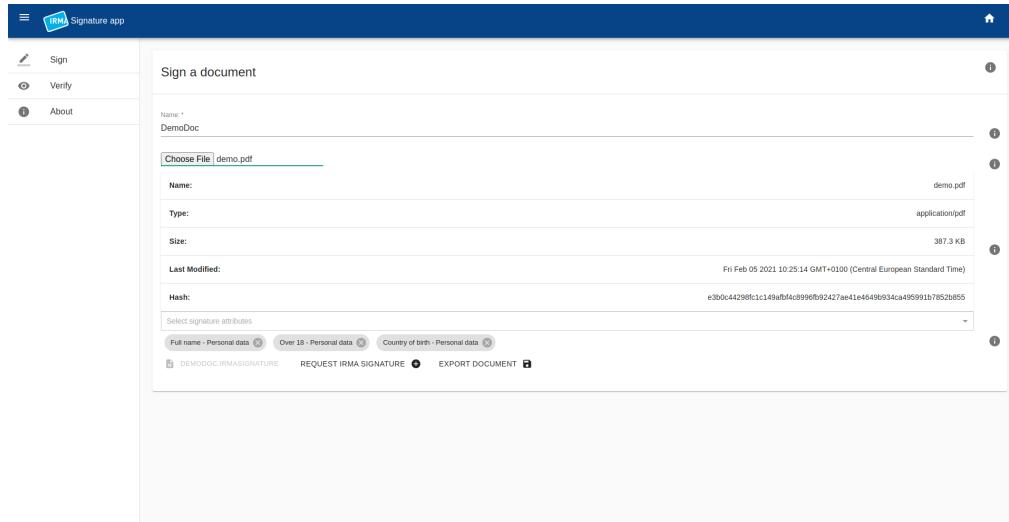 IRMA Signature app
Sign
Verify
About
Sign a document
Name: *
DemoDoc
Choose File demo.pdf
Name: demo.pdf
Type: application/pdf
Size: 387.3 KB
Last Modified: Fri Feb 05 2021 10:25:14 GMT+0100 (Central European Standard Time)
Hash: e3b0c44298fc1c149afbf4c8996fb92427ae41e4649b934ca495991b7852b855
Select signature attributes
Full name - Personal data Over 18 - Personal data Country of birth - Personal data
DEMODOC.IRMASIGNATURE REQUEST IRMA SIGNATURE EXPORT DOCUMENT